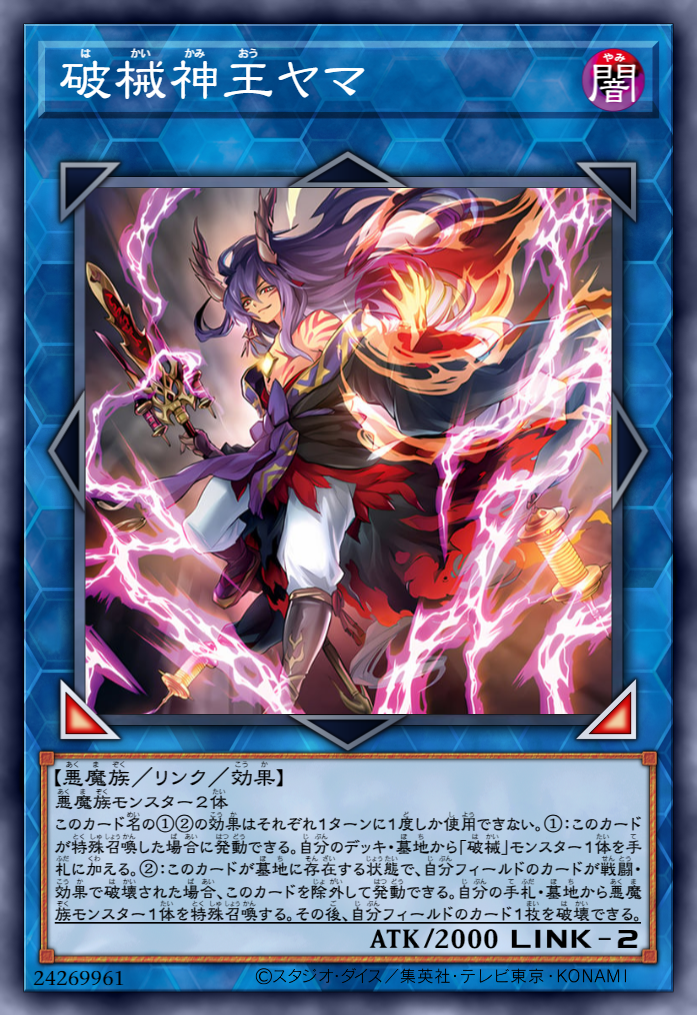 破械神王ヤマ
闇
【悪魔族／リンク／効果】
悪魔族モンスター２体
このカード名の①②の効果はそれぞれ１ターンに１度しか使用できない。①：このカード
が特殊召喚した場合に発動できる。自分のデッキ・墓地から「破械」モンスター１体を手
札に加える。②：このカードが墓地に存在する状態で、自分フィールドのカードが戦闘・
効果で破壊された場合、このカードを除外して発動できる。自分の手札・墓地から悪魔
族モンスター１体を特殊召喚する。その後、自分フィールドのカード１枚を破壊できる。
ATK/2000 LINK-2
24269961 ©スタジオ・ダイス／集英社・テレビ東京・KONAMI